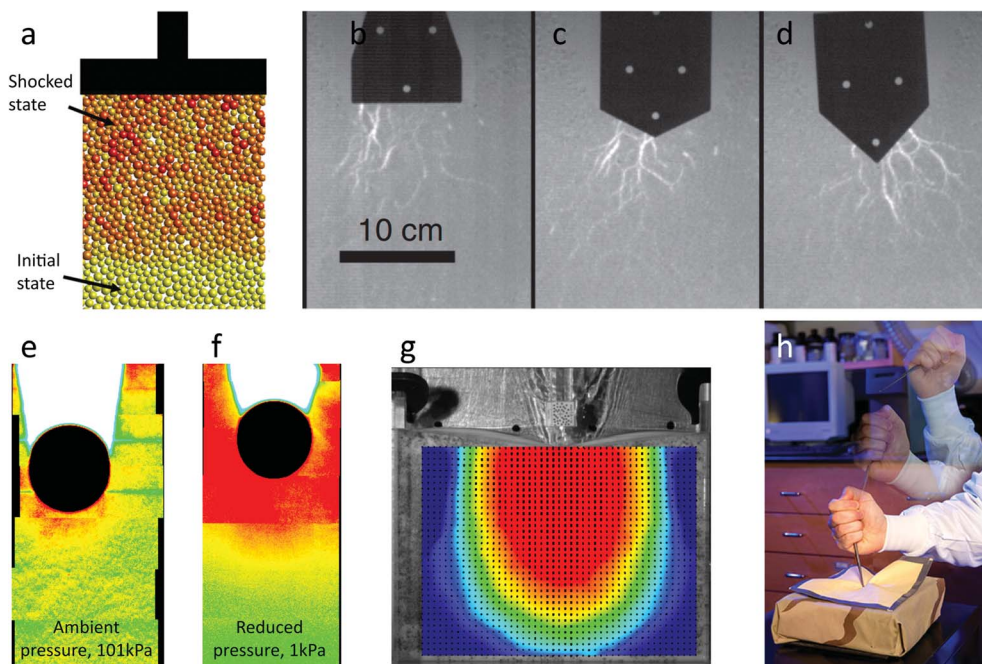 a
Shocked
state
Initial
state
b
c
d
10 cm
e
Ambient
pressure, 101kPa
f
Reduced
pressure, 1kPa
g
h